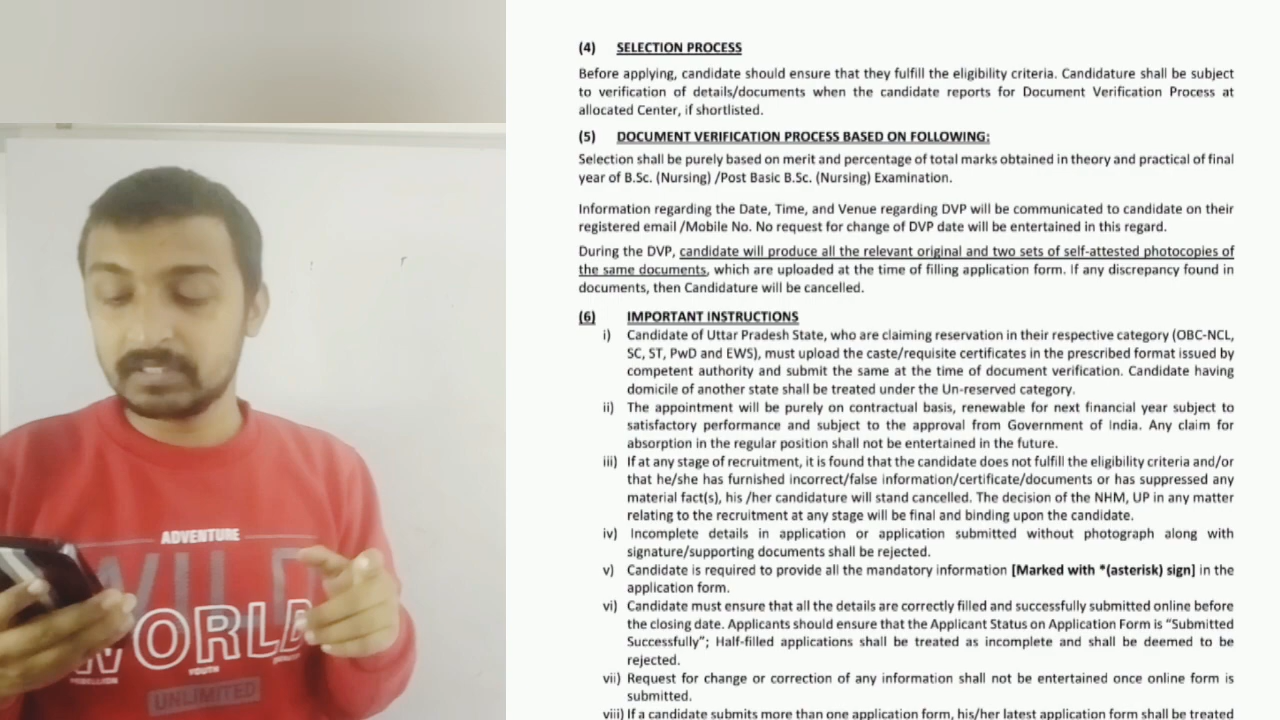 (4) SELECTION PROCESS
Before applying, candidate should ensure that they fulfill the eligibility criteria. Candidature shall be subject
to verification of details/documents when the candidate reports for Document Verification Process at
allocated Center, if shortlisted.
(5) DOCUMENT VERIFICATION PROCESS BASED ON FOLLOWING:
Selection shall be purely based on merit and percentage of total marks obtained in theory and practical of final
year of B.Sc. (Nursing) /Post Basic B.Sc. (Nursing) Examination.
Information regarding the Date, Time, and Venue regarding DVP will be communicated to candidate on their
registered email /Mobile No. No request for change of DVP date will be entertained in this regard.
During the DVP, candidate will produce all the relevant original and two sets of self-attested photocopies of
the same documents, which are uploaded at the time of filling application form. If any discrepancy found in
documents, then Candidature will be cancelled.
(6) IMPORTANT INSTRUCTIONS
i) Candidate of Uttar Pradesh State, who are claiming reservation in their respective category (OBC-NCL,
SC, ST, PwD and EWS), must upload the caste/requisite certificates in the prescribed format issued by
competent authority and submit the same at the time of document verification. Candidate having
domicile of another state shall be treated under the Un-reserved category.
ii) The appointment will be purely on contractual basis, renewable for next financial year subject to
satisfactory performance and subject to the approval from Government of India. Any claim for
absorption in the regular position shall not be entertained in the future.
iii) If at any stage of recruitment, it is found that the candidate does not fulfill the eligibility criteria and/or
that he/she has furnished incorrect/false information/certificate/documents or has suppressed any
material fact(s), his /her candidature will stand cancelled. The decision of the NHM, UP in any matter
relating to the recruitment at any stage will be final and binding upon the candidate.
iv) Incomplete details in application or application submitted without photograph along with
signature/supporting documents shall be rejected.
v) Candidate is required to provide all the mandatory information [Marked with *(asterisk) sign] in the
application form.
vi) Candidate must ensure that all the details are correctly filled and successfully submitted online before
the closing date. Applicants should ensure that the Applicant Status on Application Form is “Submitted
Successfully”; Half-filled applications shall be treated as incomplete and shall be deemed to be
rejected.
vii) Request for change or correction of any information shall not be entertained once online form is
submitted.
viii) If a candidate submits more than one application form, his/her latest application form shall be treated
ADVENTURE
WILD
WORLD
REBELLION YOUTH
UNLIMITED